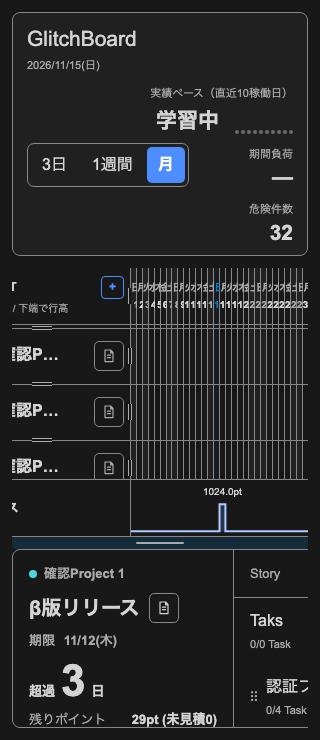 GlitchBoard
2026/11/15(日)
実績ペース（直近10稼働日）
学習中
3日 1週間 月
期間負荷
—
危険件数
32
+
/ 下端で行高
確認P...
確認P...
確認P...
1024.0pt
確認Project 1
β版リリース
期限 11/12(木)
超過 3 日
残りポイント 29pt (未見積0)
Story
Taks
0/0 Task
認証
0/4 Task